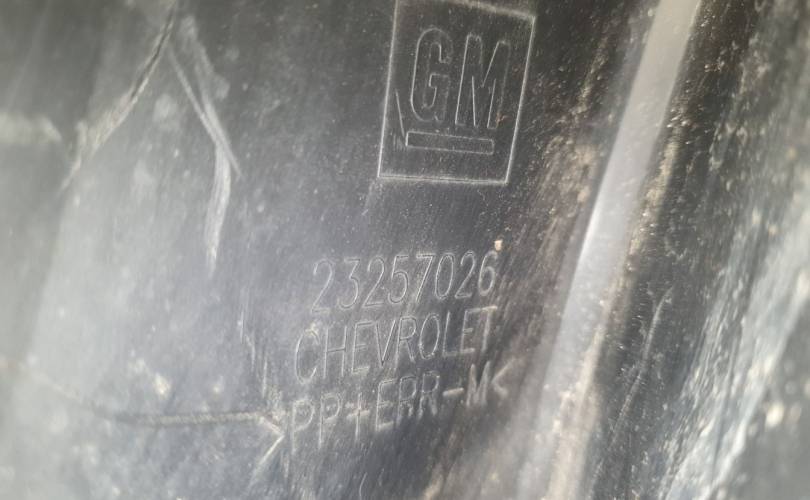 GM
23257026
CHEVROLET
>PP+ERR-M<